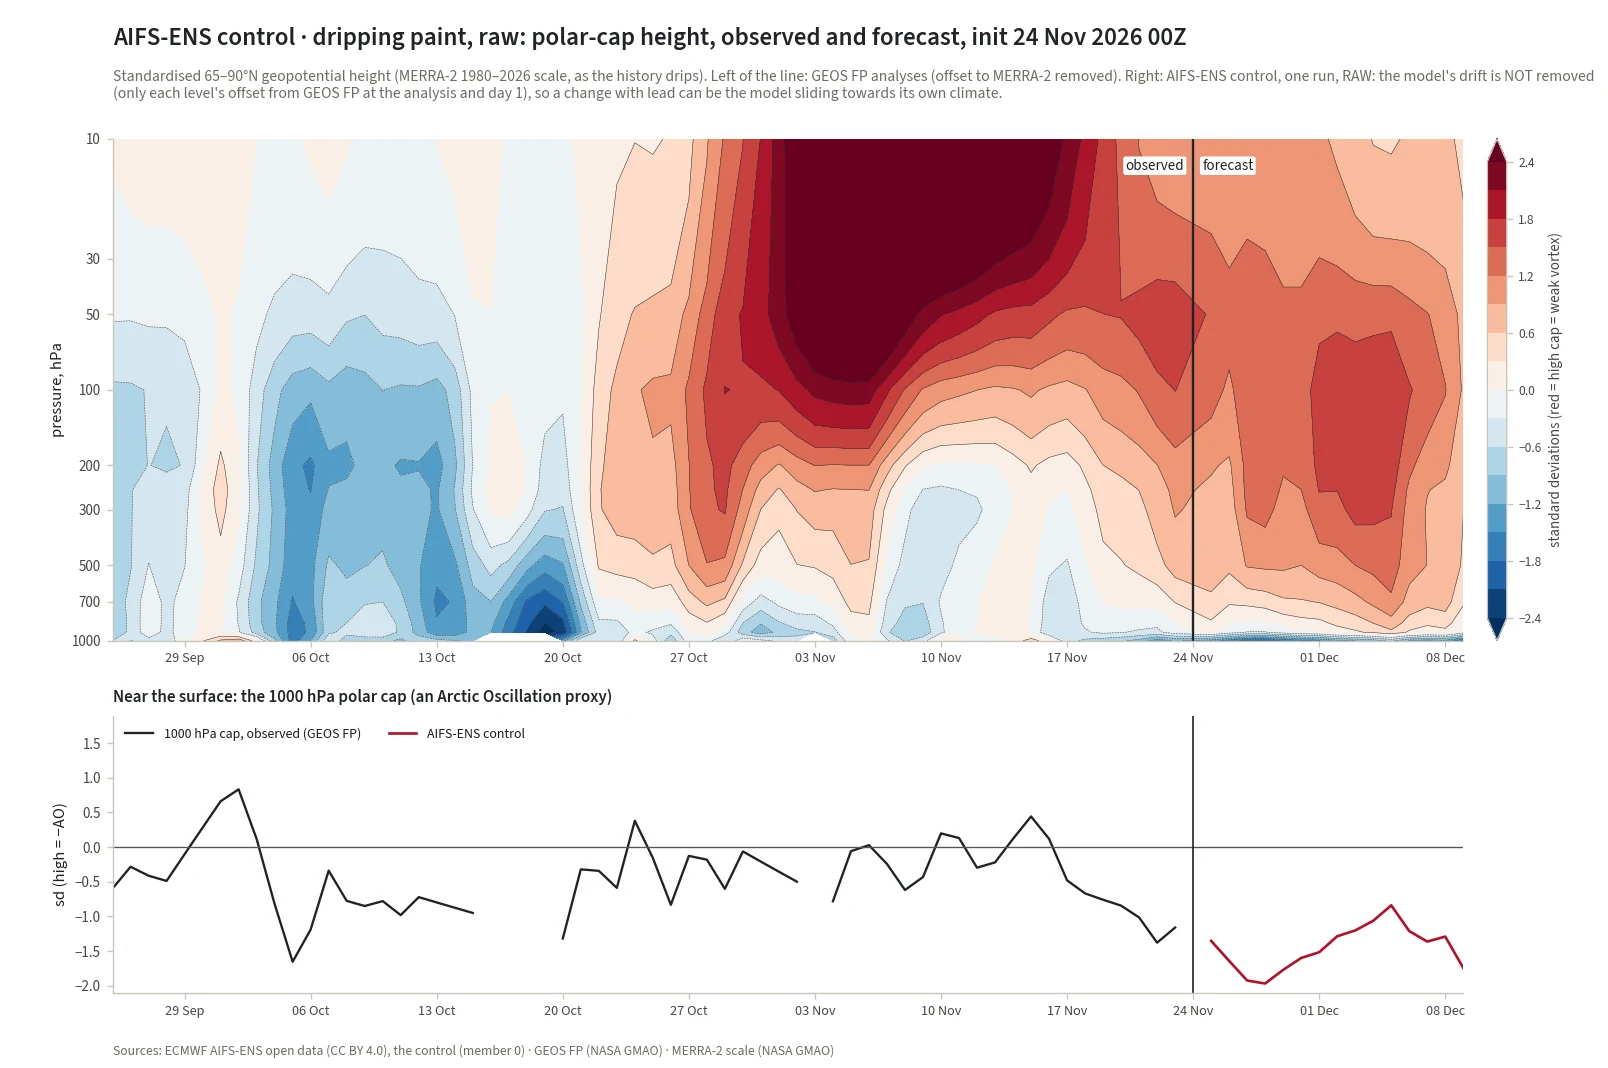 AIFS-ENS control · dripping paint, raw: polar-cap height, observed and forecast, init 24 Nov 2026 00Z
Standardised 65–90°N geopotential height (MERRA-2 1980–2026 scale, as the history drips). Left of the line: GEOS FP analyses (offset to MERRA-2 removed). Right: AIFS-ENS control, one run, RAW: the model's drift is NOT removed
(only each level's offset from GEOS FP at the analysis and day 1), so a change with lead can be the model sliding towards its own climate.
pressure, hPa
10
30
50
100
200
300
500
700
1000
observed
forecast
29 Sep
06 Oct
13 Oct
20 Oct
27 Oct
03 Nov
10 Nov
17 Nov
24 Nov
01 Dec
08 Dec
2.4
1.8
1.2
0.6
0.0
−0.6
−1.2
−1.8
−2.4
standard deviations (red = high cap = weak vortex)
Near the surface: the 1000 hPa polar cap (an Arctic Oscillation proxy)
1000 hPa cap, observed (GEOS FP)
AIFS-ENS control
sd (high = −AO)
1.5
1.0
0.5
0.0
−0.5
−1.0
−1.5
−2.0
29 Sep
06 Oct
13 Oct
20 Oct
27 Oct
03 Nov
10 Nov
17 Nov
24 Nov
01 Dec
08 Dec
Sources: ECMWF AIFS-ENS open data (CC BY 4.0), the control (member 0) · GEOS FP (NASA GMAO) · MERRA-2 scale (NASA GMAO)